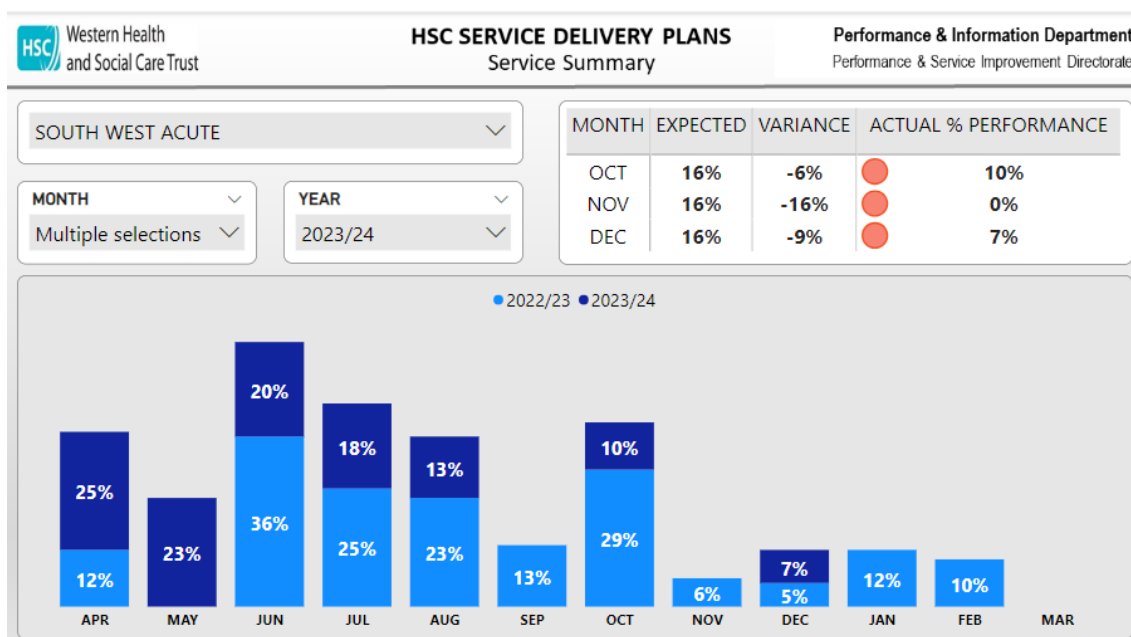 HSC
Western Health
and Social Care Trust
HSC SERVICE DELIVERY PLANS
Service Summary
Performance & Information Department
Performance & Service Improvement Directorate
SOUTH WEST ACUTE
MONTH
Multiple selections
YEAR
2023/24
MONTH EXPECTED VARIANCE ACTUAL % PERFORMANCE
OCT 16% -6% 10%
NOV 16% -16% 0%
DEC 16% -9% 7%
2022/23 2023/24
20%
18%
10%
13%
25%
36%
23%
25%
23%
29%
13%
7%
12%
6%
5%
12%
10%
APR MAY JUN JUL AUG SEP OCT NOV DEC JAN FEB MAR